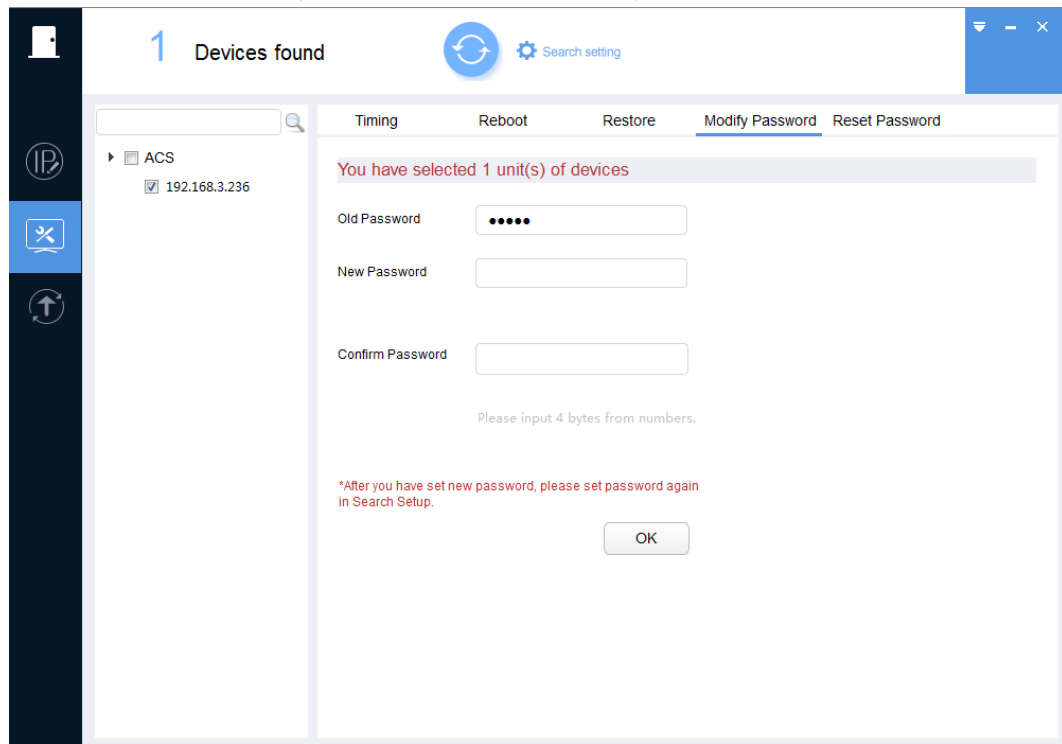 1 Devices found
Search setting
Timing Reboot Restore Modify Password Reset Password
ACS
192.168.3.236
You have selected 1 unit(s) of devices
Old Password
New Password
Confirm Password
Please input 4 bytes from numbers.
*After you have set new password, please set password again
in Search Setup.
OK
IP